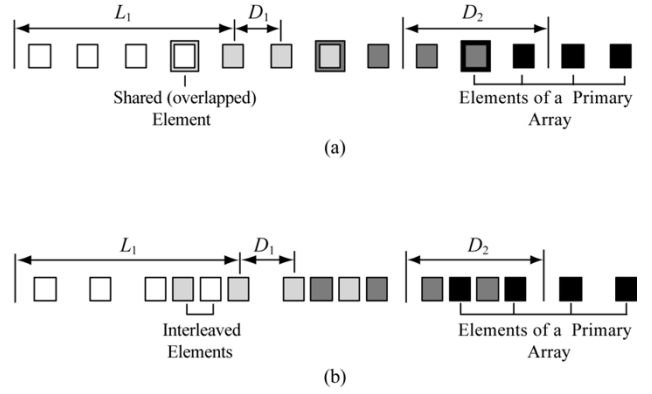 L₁ D₁ D₂
Shared (overlapped) Elements of a Primary
Element Array
(a)
L₁ D₁ D₂
Interleaved Elements of a Primary
Elements Array
(b)